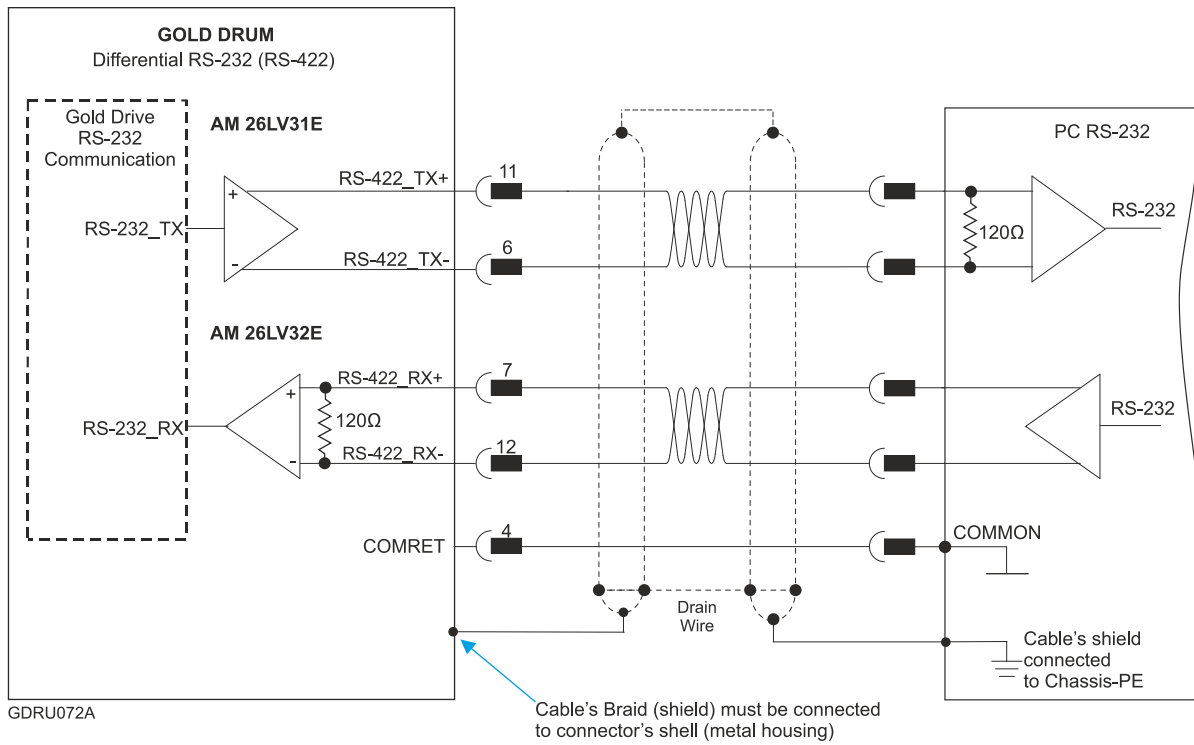 GOLD DRUM
Differential RS-232 (RS-422)
Gold Drive
RS-232
Communication
AM 26LV31E
PC RS-232
RS-422_TX+
11
+
RS-232_TX
120Ω
RS-232
-
RS-422_TX-
6
AM 26LV32E
RS-422_RX+
7
+
RS-232_RX
120Ω
RS-232
-
RS-422_RX-
12
COMRET
4
COMMON
Drain
Wire
Cable's shield
connected
to Chassis-PE
GDRU072A
Cable's Braid (shield) must be connected
to connector's shell (metal housing)